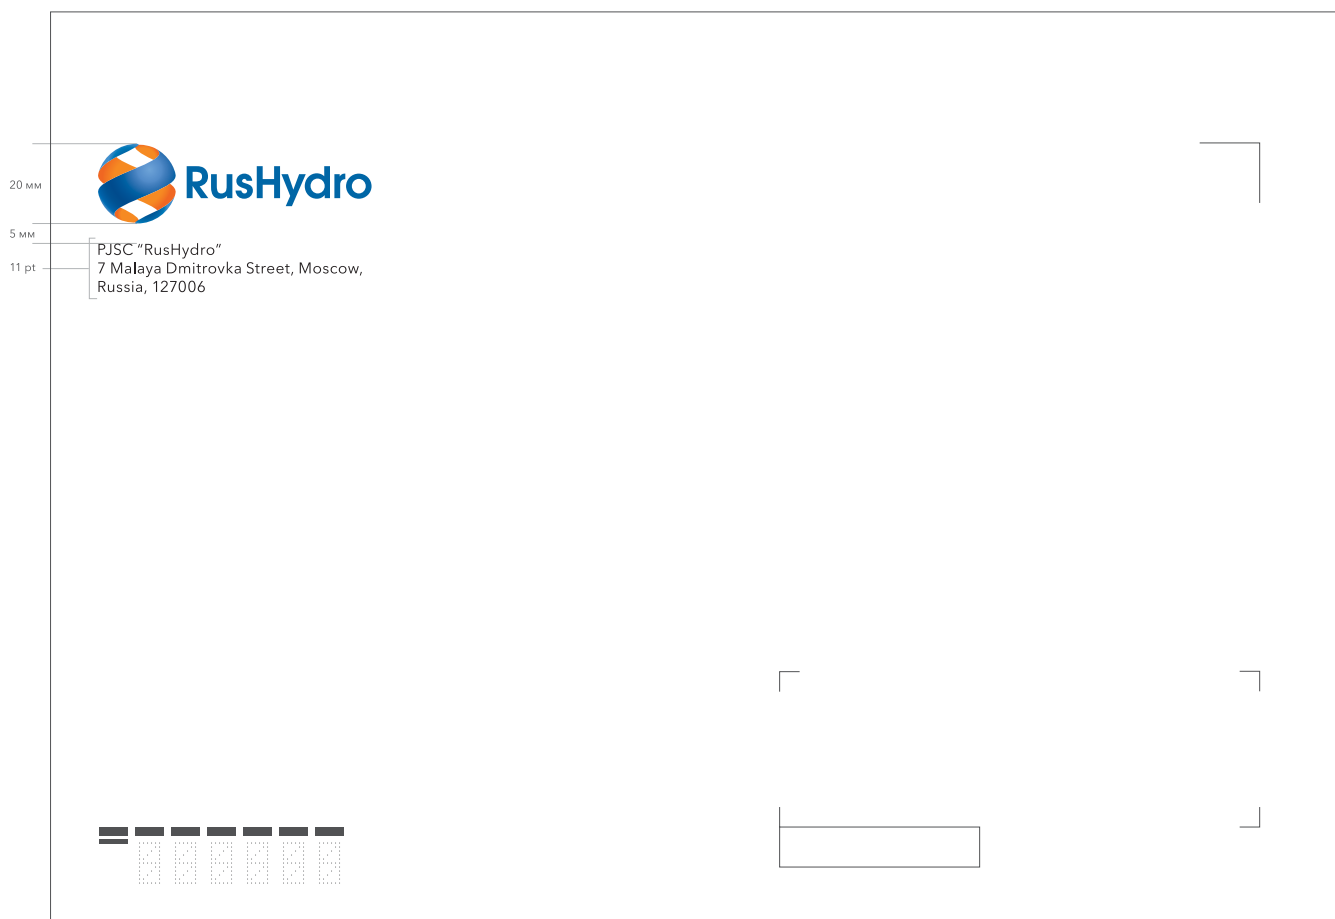 RusHydro
20 мм
5 мм
PJSC “RusHydro”
11 pt
7 Malaya Dmitrovka Street, Moscow,
Russia, 127006